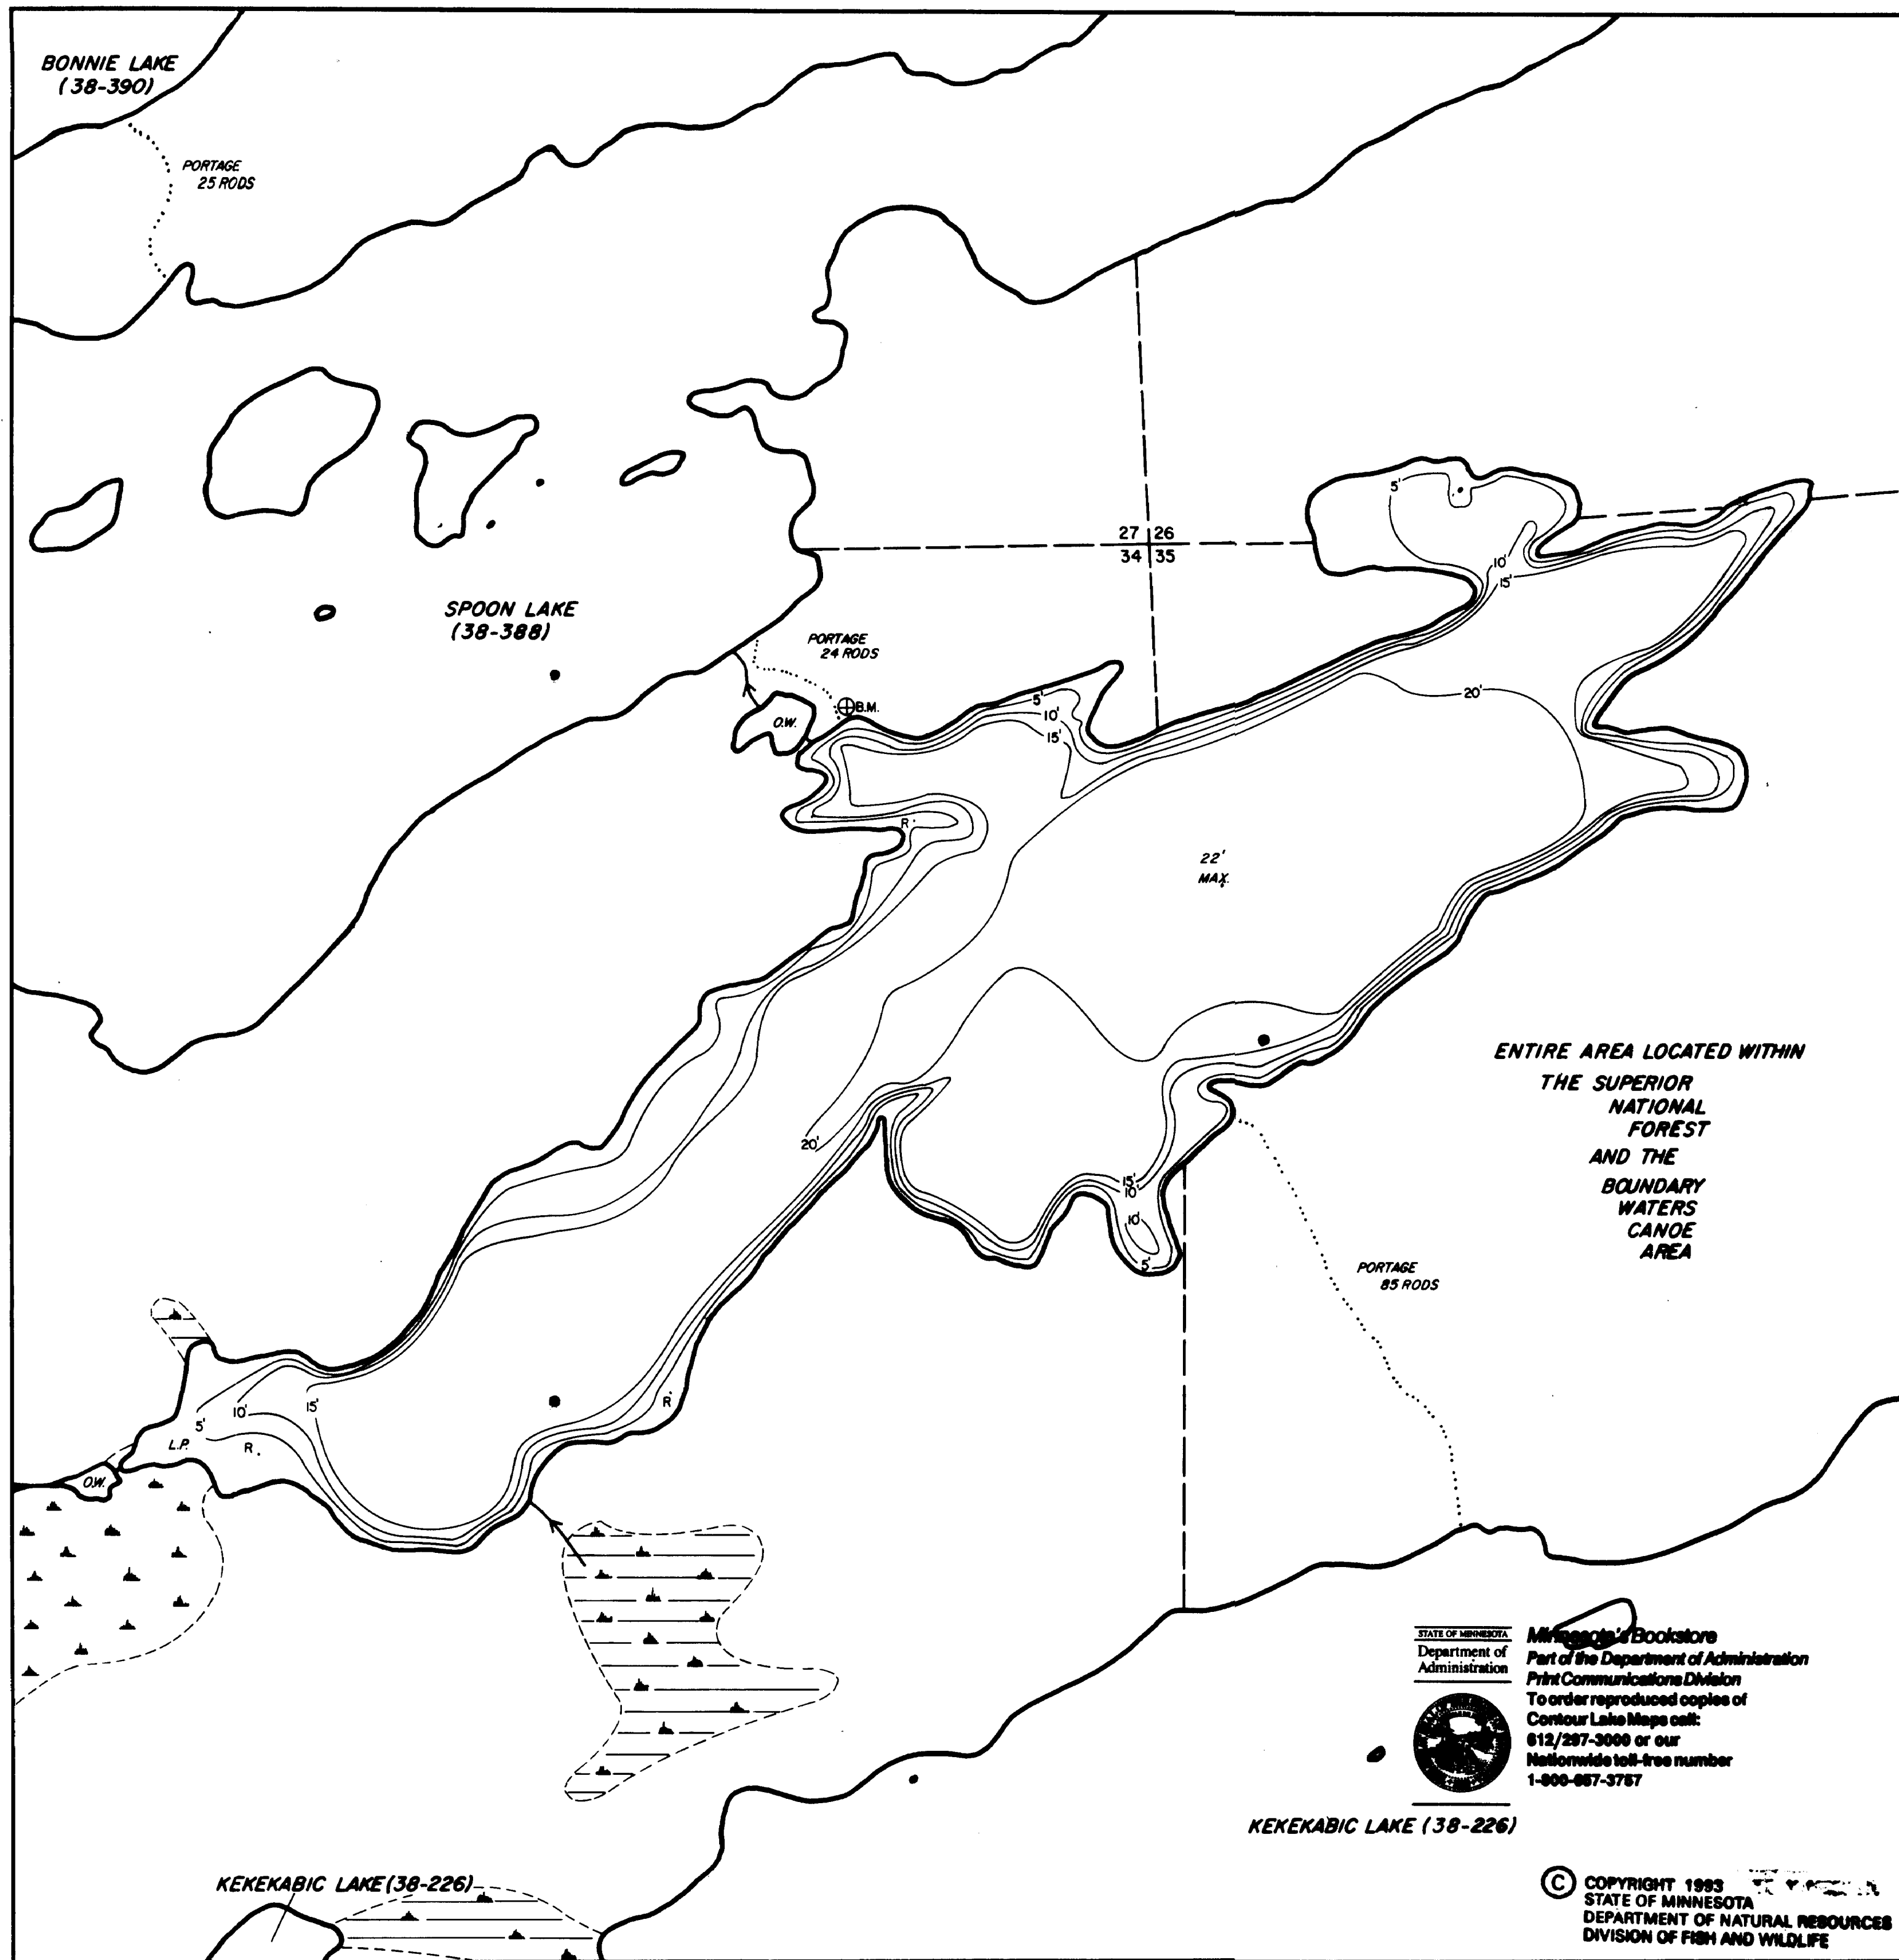 BONNIE LAKE
(38-390)
PORTAGE
25 RODS
5'
27 26
34 35
10'
15'
SPOON LAKE
(38-388)
PORTAGE
24 RODS
B.M.
O.W.
5'
10'
15'
20'
R
22'
MAX.
ENTIRE AREA LOCATED WITHIN
THE SUPERIOR
NATIONAL
FOREST
AND THE
BOUNDARY
WATERS
CANOE
AREA
20'
15'
10'
10'
5'
PORTAGE
85 RODS
R
5'
10'
15'
L.P.
R
O.W.
STATE OF MINNESOTA
Department of
Administration
Minnesota's Bookstore
Part of the Department of Administration
Print Communications Division
To order reproduced copies of
Contour Lake Maps call:
612/297-3000 or our
Nationwide toll-free number
1-800-657-3757
KEKEKABIC LAKE (38-226)
KEKEKABIC LAKE (38-226)
© COPYRIGHT 1993
STATE OF MINNESOTA
DEPARTMENT OF NATURAL RESOURCES
DIVISION OF FISH AND WILDLIFE